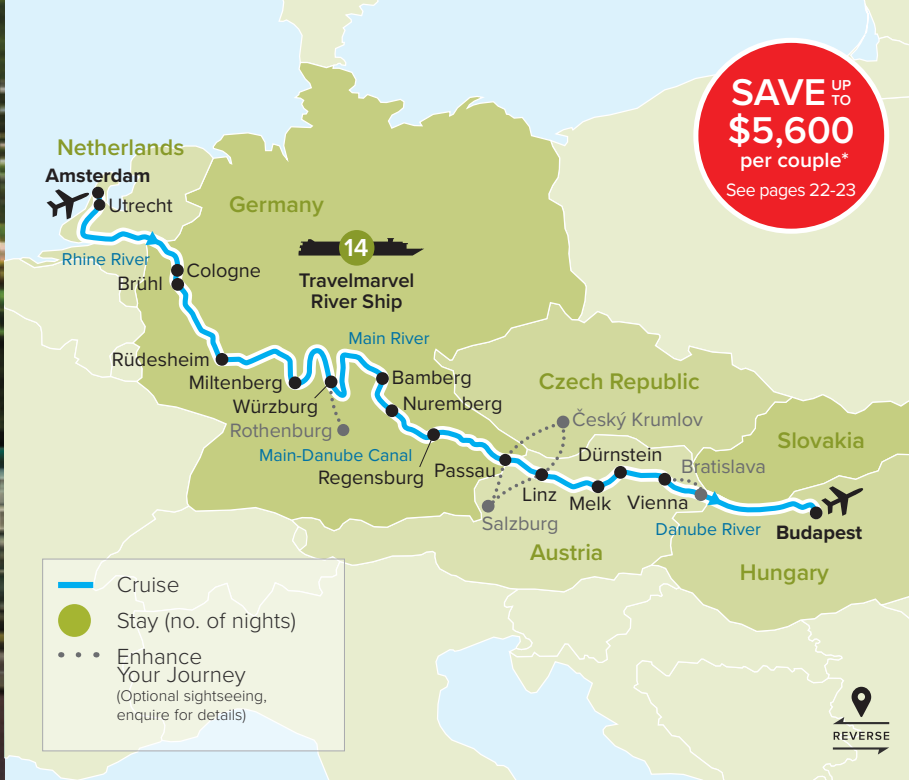 SAVE UP TO
$5,600
per couple*
See pages 22-23
Netherlands
Amsterdam
Utrecht
Germany
Rhine River
Cologne
Brühl
14
Travelmarvel
River Ship
Rüdesheim
Main River
Miltenberg
Bamberg
Würzburg
Nuremberg
Rothenburg
Main-Danube Canal
Regensburg
Czech Republic
Český Krumlov
Slovakia
Passau
Dürnstein
Bratislava
Linz
Melk
Vienna
Salzburg
Danube River
Budapest
Austria
Hungary
Cruise
Stay (no. of nights)
Enhance
Your Journey
(Optional sightseeing,
enquire for details)
REVERSE